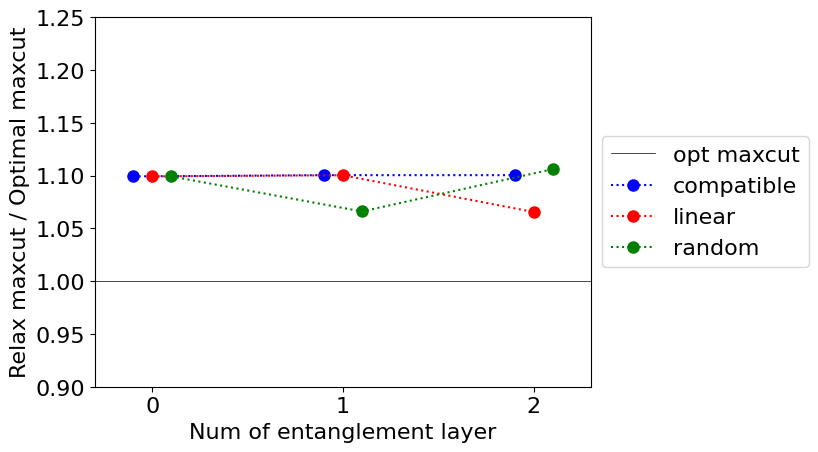 Relax maxcut / Optimal maxcut
1.25
1.20
1.15
1.10
1.05
1.00
0.95
0.90
0
1
2
Num of entanglement layer
opt maxcut
compatible
linear
random